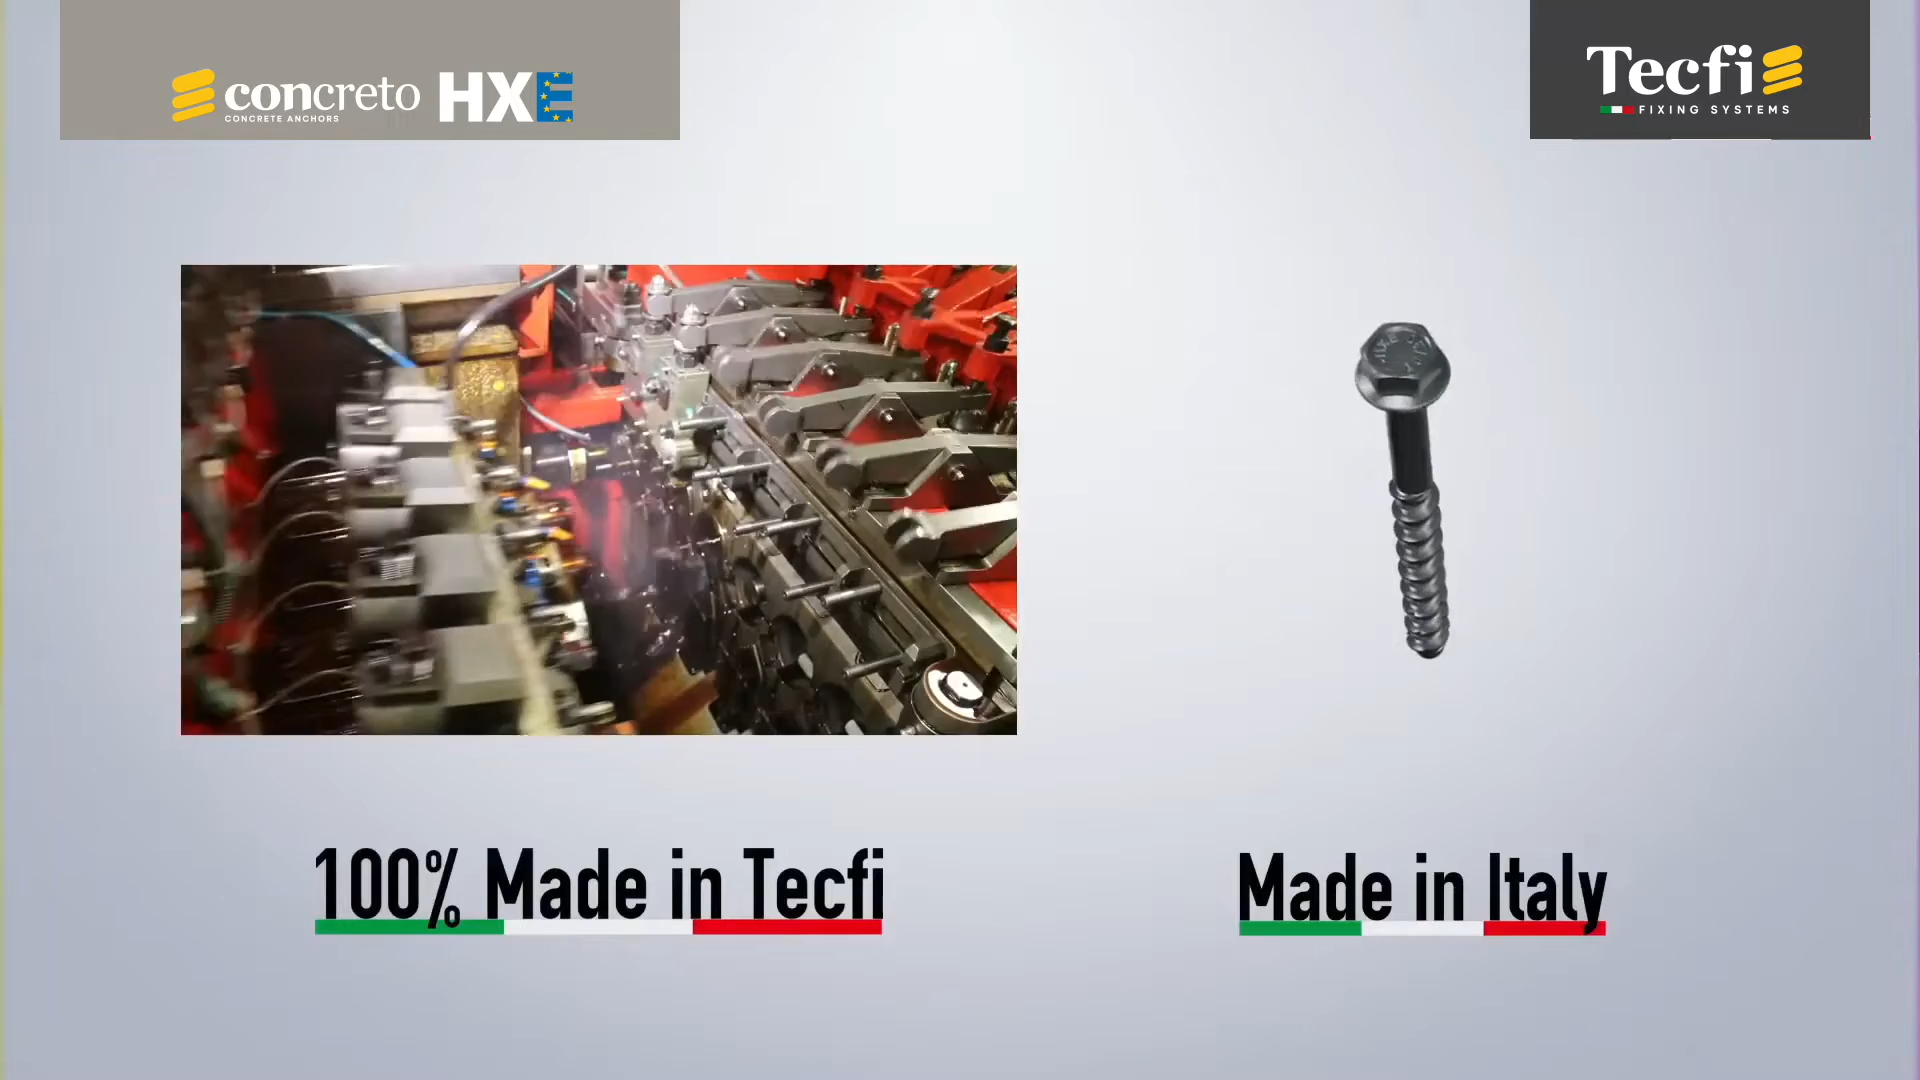 concreto HXE
CONCRETE ANCHORS
Tecfi
FIXING SYSTEMS
100% Made in Tecfi
Made in Italy